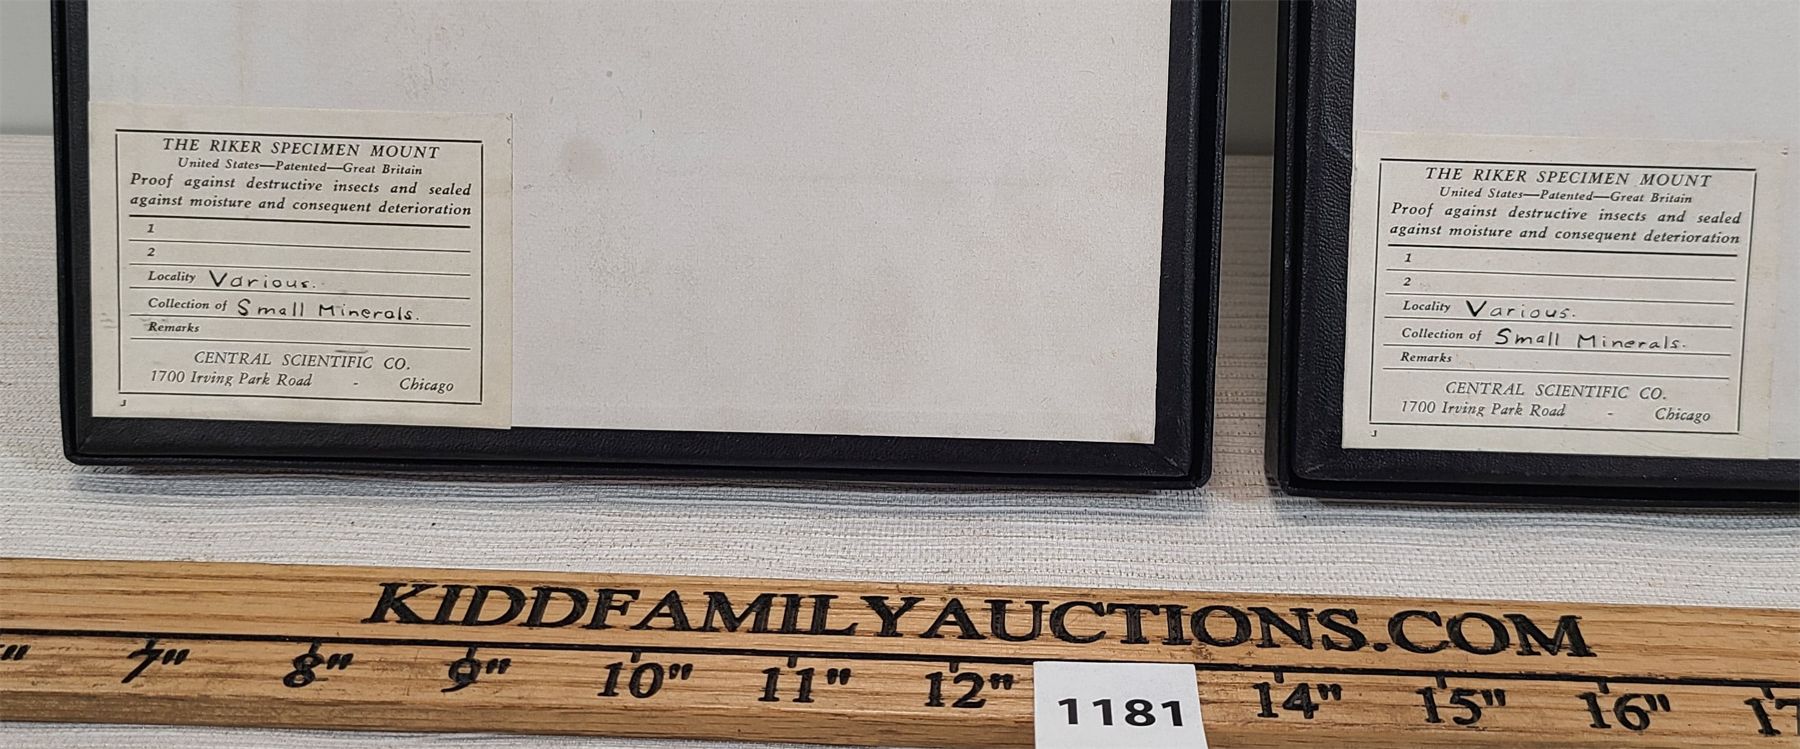 THE RIKER SPECIMEN MOUNT
United States—Patented—Great Britain
Proof against destructive insects and sealed
against moisture and consequent deterioration
1
2
Locality Various.
Collection of Small Minerals.
Remarks
CENTRAL SCIENTIFIC CO.
1700 Irving Park Road - Chicago
J
THE RIKER SPECIMEN MOUNT
United States—Patented—Great Britain
Proof against destructive insects and sealed
against moisture and consequent deterioration
1
2
Locality Various.
Collection of Small Minerals.
Remarks
CENTRAL SCIENTIFIC CO.
1700 Irving Park Road - Chicago
J
KIDDFAMILYAUCTIONS.COM
7" 8" 9" 10" 11" 12" 14" 15" 16" 17
1181